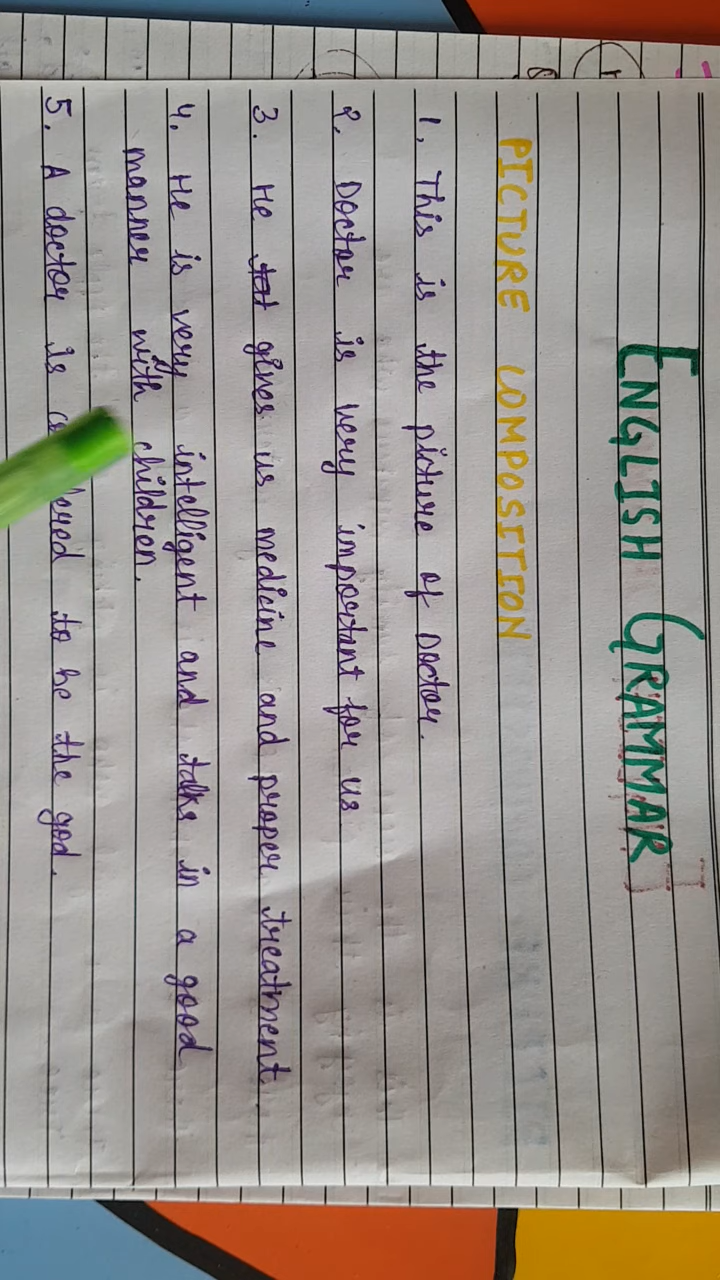 ENGLISH GRAMMAR
PICTURE COMPOSITION
1. This is the picture of Doctor.
2. Doctor is very important for us
3. He gives us medicine and proper treatment.
4. He is very intelligent and talks in a good
manner with children.
5. A doctor is to be the god.